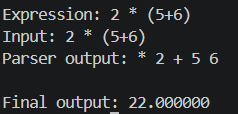 Expression: 2 * (5+6)
Input: 2 * (5+6)
Parser output: * 2 + 5 6
Final output: 22.000000